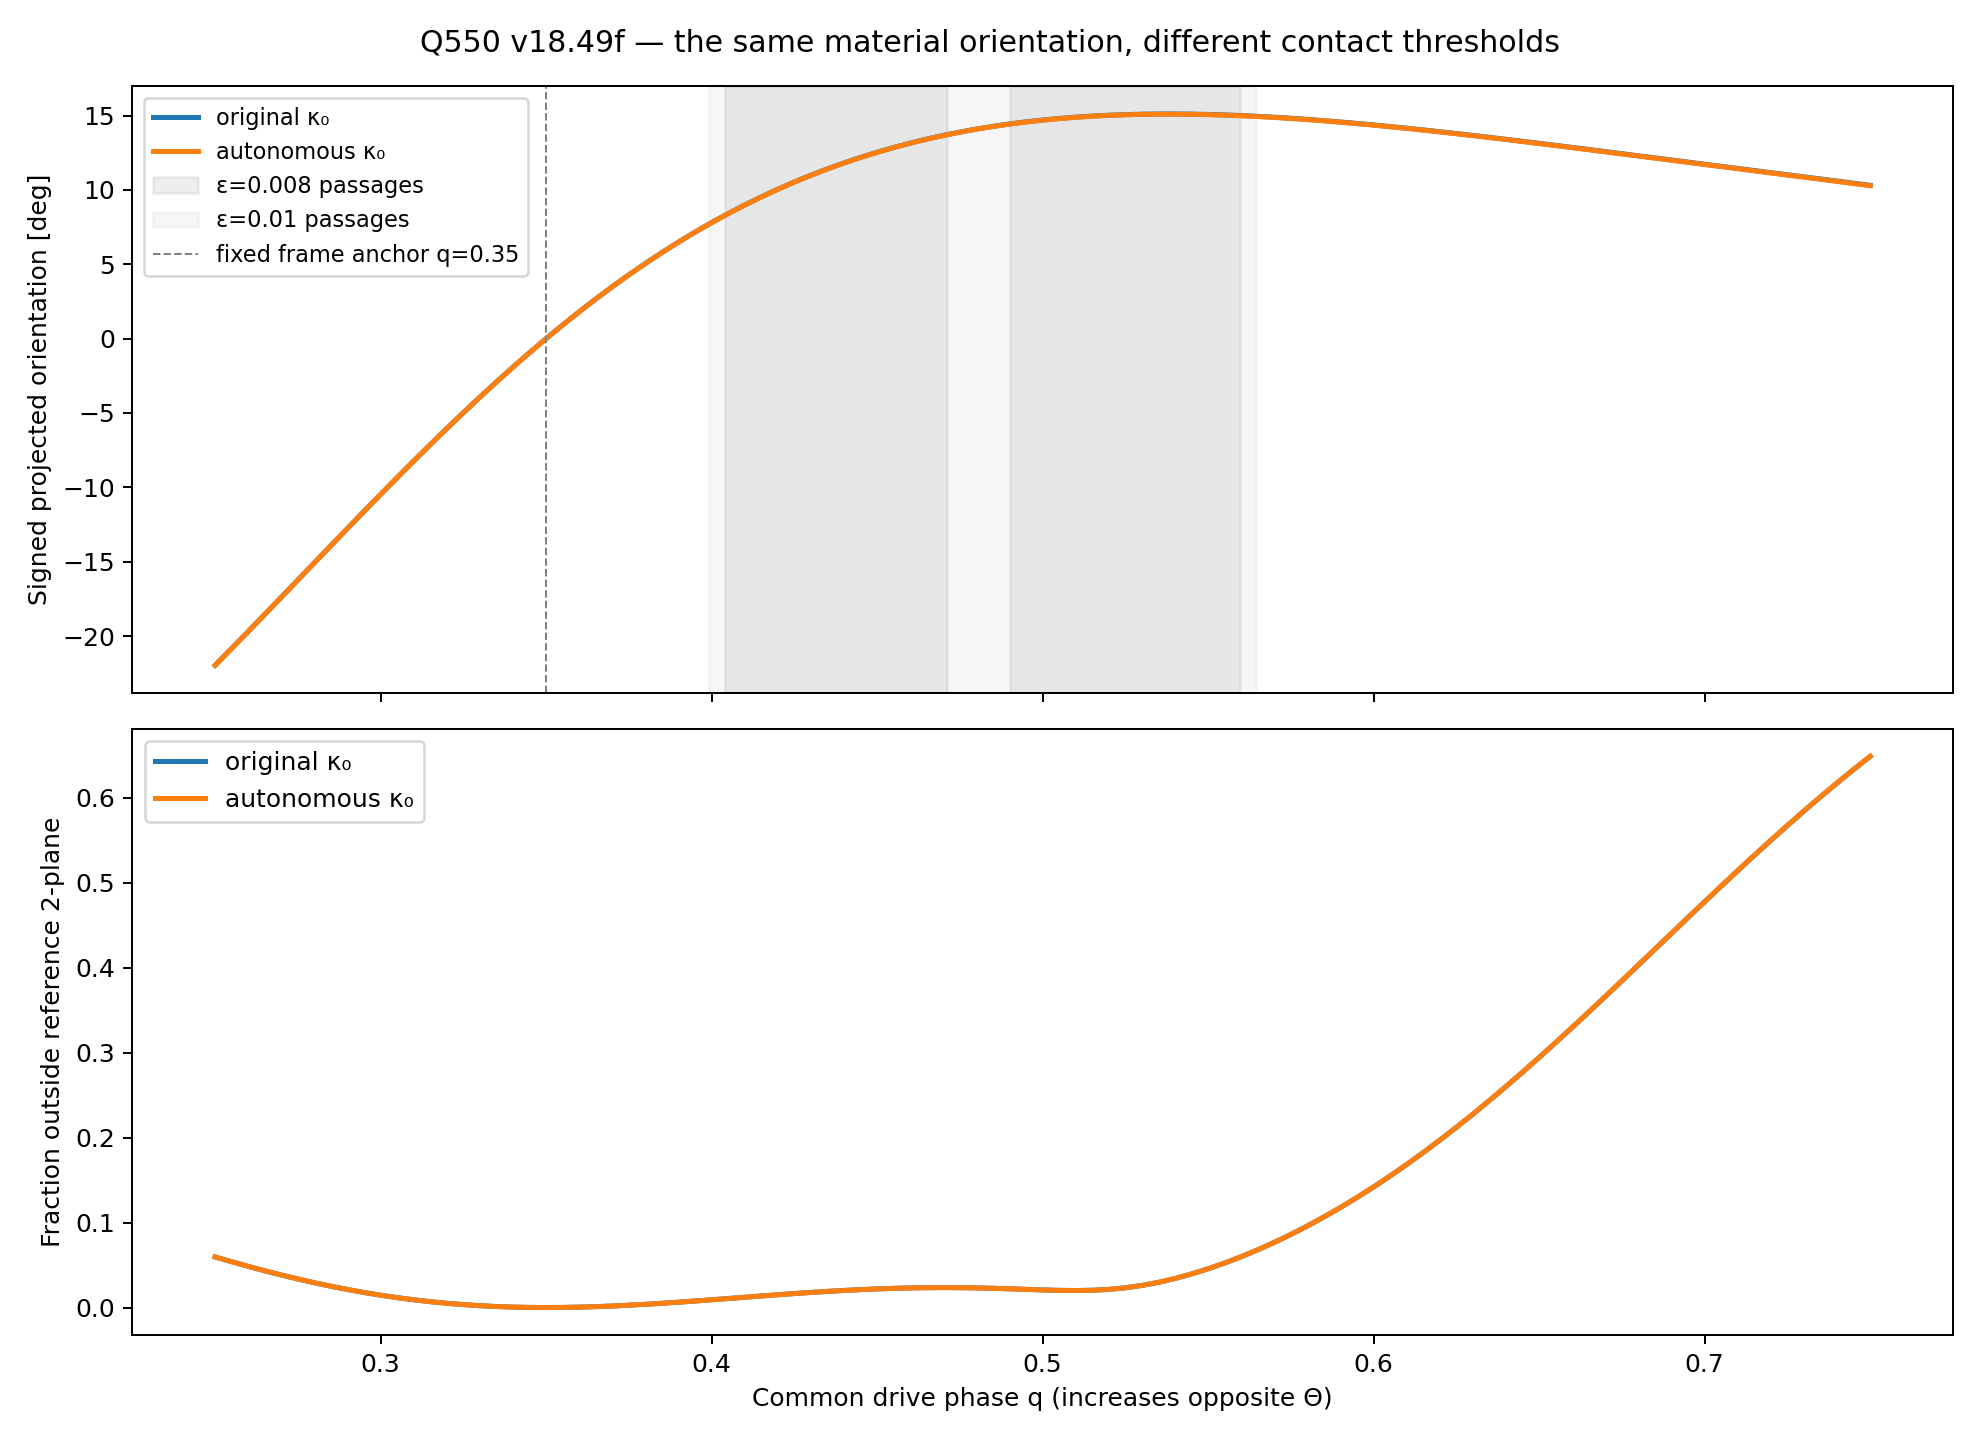 Q550 v18.49f — the same material orientation, different contact thresholds
Signed projected orientation [deg]
15
10
5
0
−5
−10
−15
−20
original κ₀
autonomous κ₀
ε=0.008 passages
ε=0.01 passages
fixed frame anchor q=0.35
Fraction outside reference 2-plane
0.6
0.5
0.4
0.3
0.2
0.1
0.0
original κ₀
autonomous κ₀
0.3
0.4
0.5
0.6
0.7
Common drive phase q (increases opposite Θ)